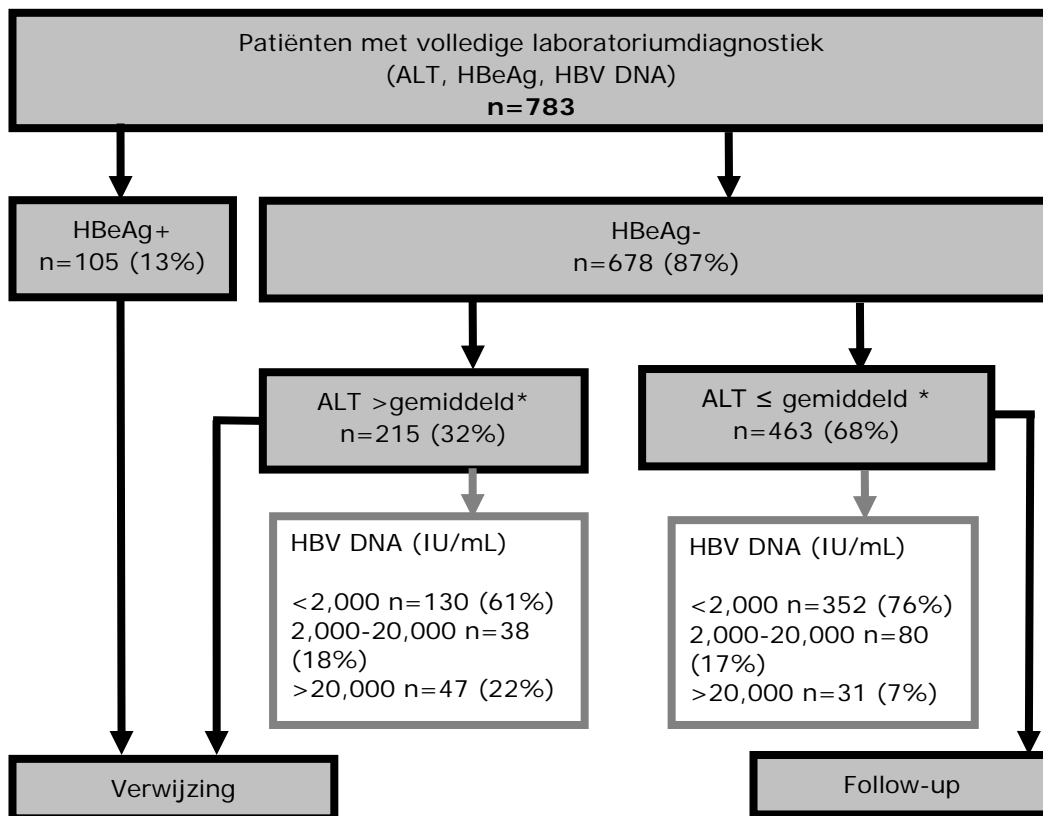 Patiënten met volledige laboratoriumdiagnostiek
(ALT, HBeAg, HBV DNA)
n=783
HBeAg+
n=105 (13%)
HBeAg-
n=678 (87%)
ALT >gemiddeld*
n=215 (32%)
ALT ≤ gemiddeld *
n=463 (68%)
HBV DNA (IU/mL)
<2,000 n=130 (61%)
2,000-20,000 n=38
(18%)
>20,000 n=47 (22%)
HBV DNA (IU/mL)
<2,000 n=352 (76%)
2,000-20,000 n=80
(17%)
>20,000 n=31 (7%)
Verwijzing
Follow-up